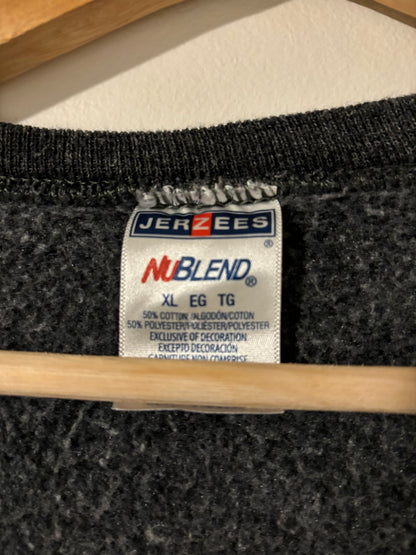 JERZEES
®
NUBLEND®
XL EG TG
50% COTTON/ALGODÓN/COTON
50% POLYESTER/POLIÉSTER/POLYESTER
EXCLUSIVE OF DECORATION
EXCEPTO DECORACIÓN
GARNITURE NON COMPRISE